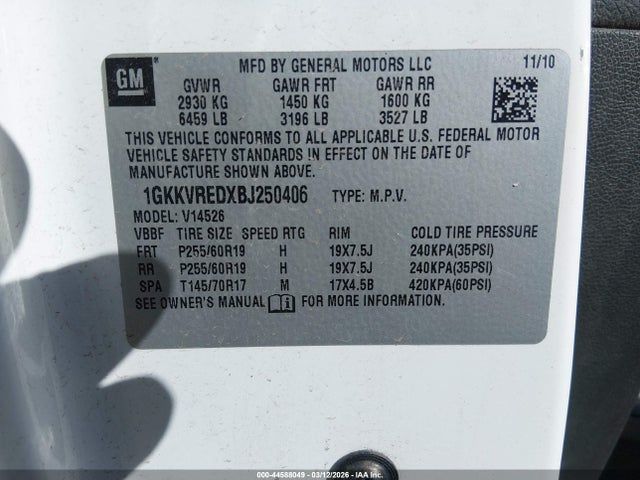 GM
MFD BY GENERAL MOTORS LLC 11/10
GVWR GAWR FRT GAWR RR
2930 KG 1450 KG 1600 KG
6459 LB 3196 LB 3527 LB
THIS VEHICLE CONFORMS TO ALL APPLICABLE U.S. FEDERAL MOTOR
VEHICLE SAFETY STANDARDS IN EFFECT ON THE DATE OF
MANUFACTURE SHOWN ABOVE.
1GKKVREDXBJ250406 TYPE: M.P.V.
MODEL: V14526
VBBF TIRE SIZE SPEED RTG RIM COLD TIRE PRESSURE
FRT P255/60R19 H 19X7.5J 240KPA(35PSI)
RR P255/60R19 H 19X7.5J 240KPA(35PSI)
SPA T145/70R17 M 17X4.5B 420KPA(60PSI)
SEE OWNER'S MANUAL FOR MORE INFORMATION.
000-44588049 - 03/12/2026 - IAAI.COM